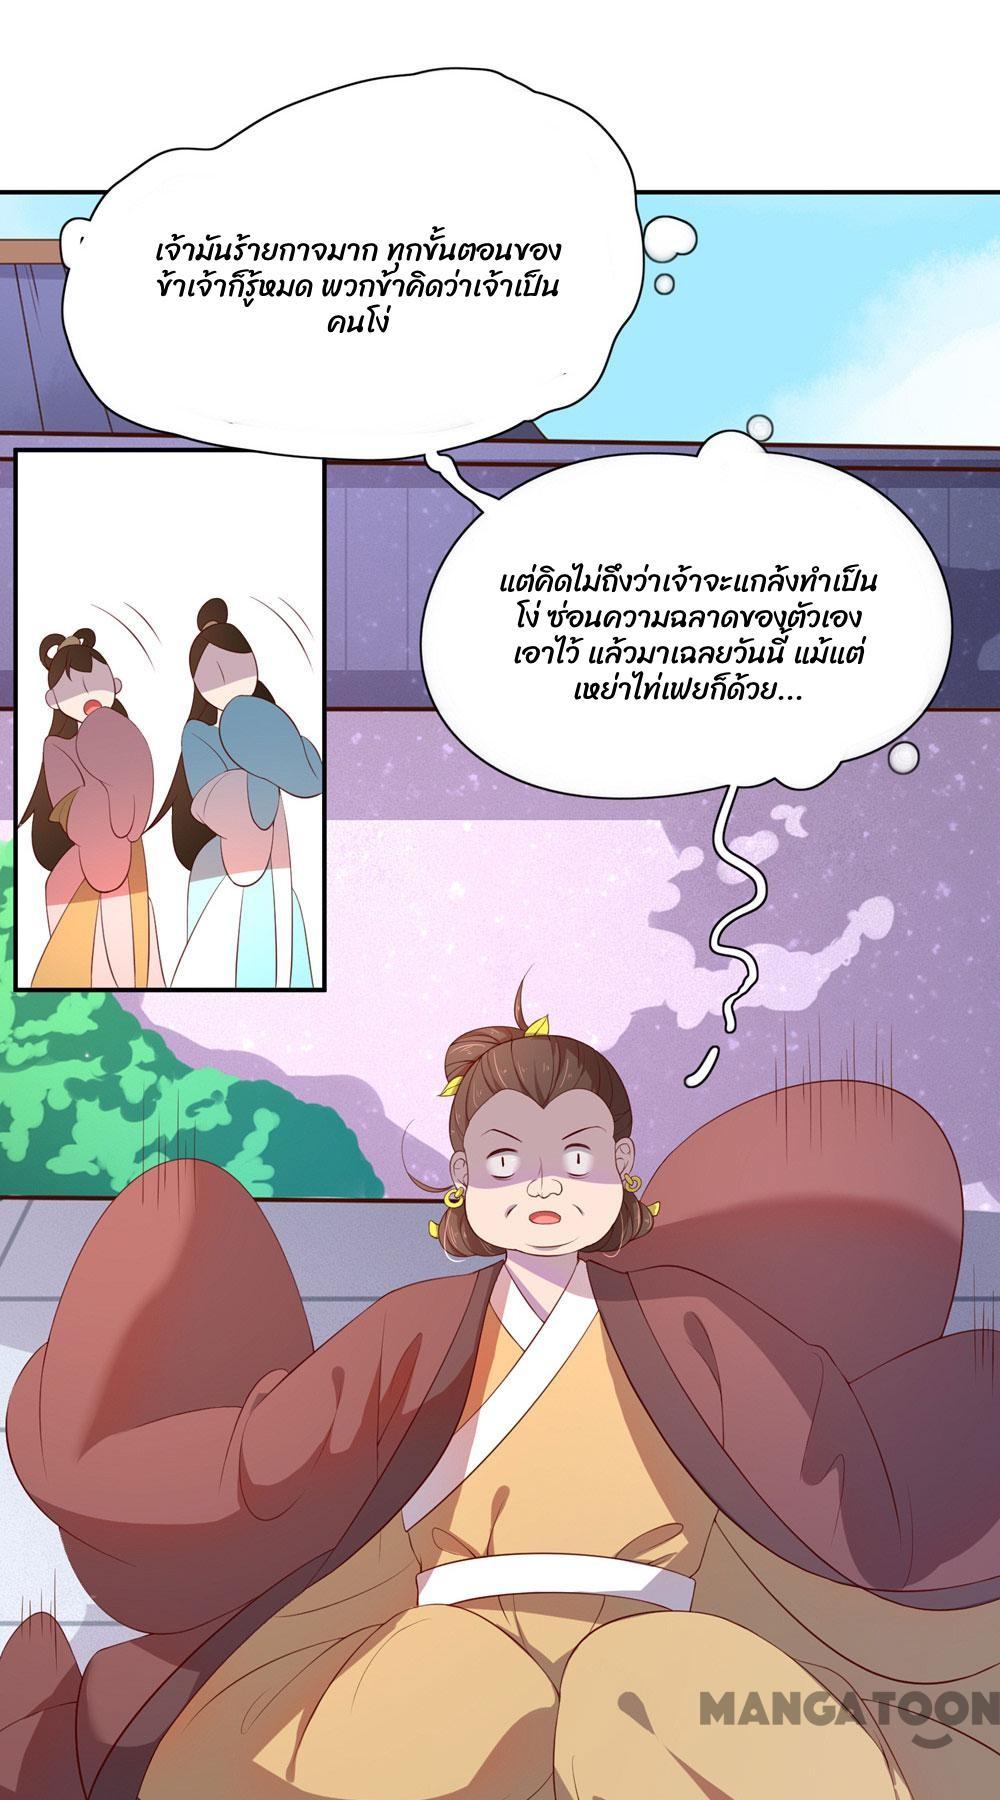 เจ้ามันร้ายกาจมาก ทุกขั้นตอนของ
ข้าเจ้าก็รู้หมด พวกข้าคิดว่าเจ้าเป็น
คนโง่
แต่คิดไม่ถึงว่าเจ้าจะแกล้งทำเป็น
โง่ ซ่อนความฉลาดของตัวเอง
เอาไว้ แล้วมาเฉลยวันนี้ แม้แต่
เหย่าไท่เฟยก็ด้วย...
MANGATOON